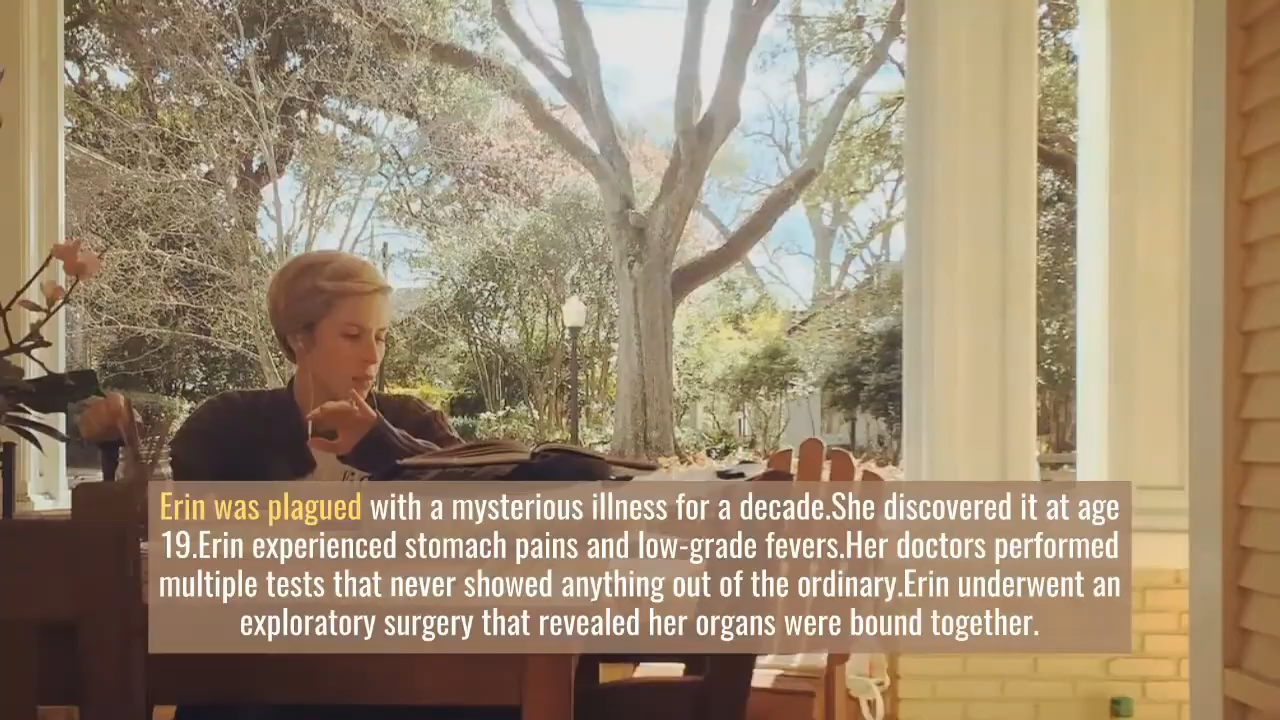 Erin was plagued with a mysterious illness for a decade.She discovered it at age
19.Erin experienced stomach pains and low-grade fevers.Her doctors performed
multiple tests that never showed anything out of the ordinary.Erin underwent an
exploratory surgery that revealed her organs were bound together.